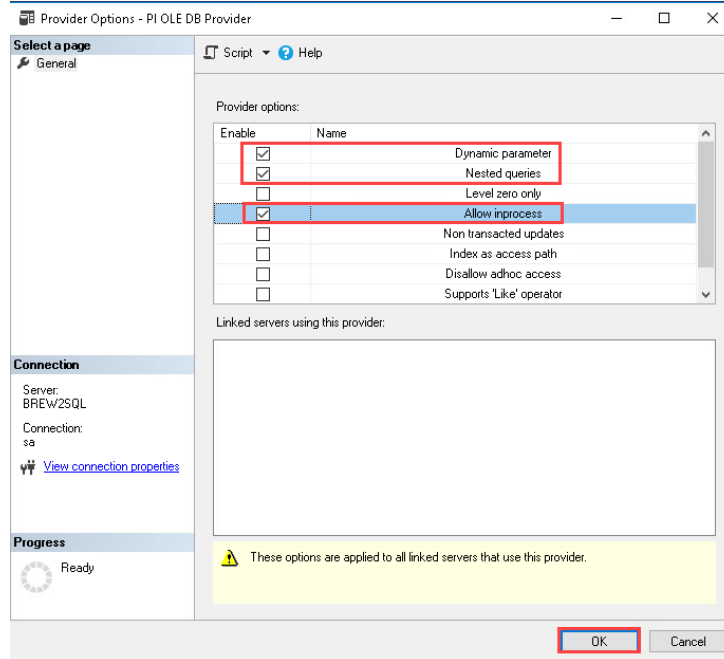 Provider Options - PI OLE DB Provider
Select a page
General
Script
Help
Provider options:
Enable Name
Dynamic parameter
Nested queries
Level zero only
Allow inprocess
Non transacted updates
Index as access path
Disallow adhoc access
Supports 'Like' operator
Linked servers using this provider:
Connection
Server:
BREW2SQL
Connection:
sa
View connection properties
Progress
Ready
These options are applied to all linked servers that use this provider.
OK Cancel